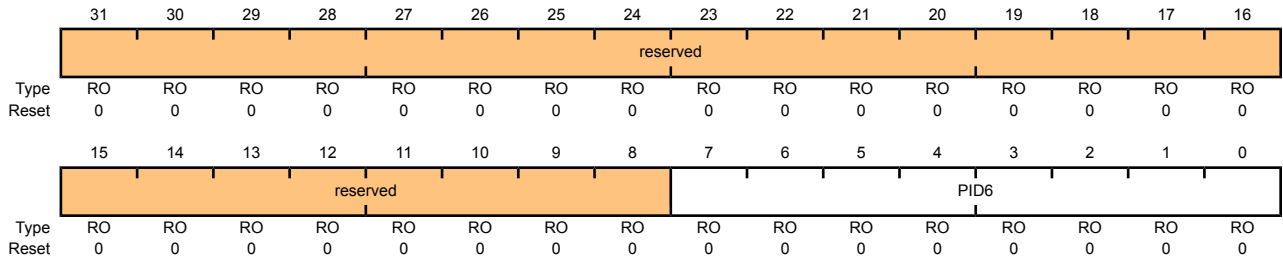 31 30 29 28 27 26 25 24 23 22 21 20 19 18 17 16
reserved
Type RO RO RO RO RO RO RO RO RO RO RO RO RO RO RO RO
Reset 0 0 0 0 0 0 0 0 0 0 0 0 0 0 0 0
15 14 13 12 11 10 9 8 7 6 5 4 3 2 1 0
reserved PID6
Type RO RO RO RO RO RO RO RO RO RO RO RO RO RO RO RO
Reset 0 0 0 0 0 0 0 0 0 0 0 0 0 0 0 0